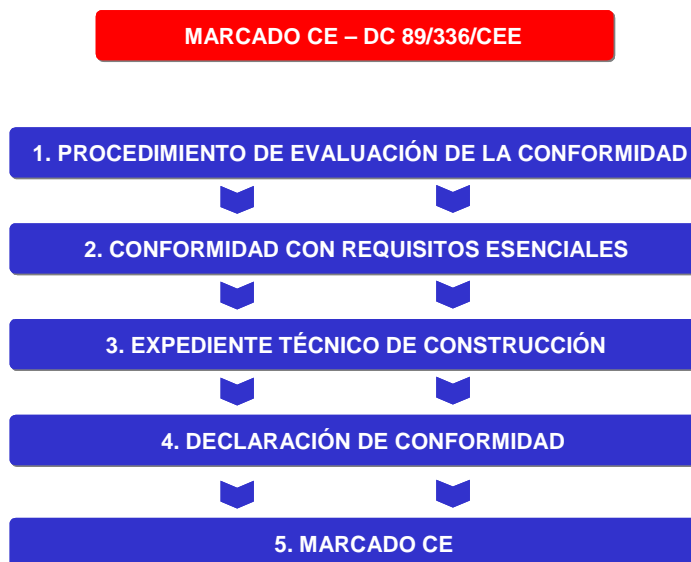 MARCADO CE – DC 89/336/CEE
1. PROCEDIMIENTO DE EVALUACIÓN DE LA CONFORMIDAD
2. CONFORMIDAD CON REQUISITOS ESENCIALES
3. EXPEDIENTE TÉCNICO DE CONSTRUCCIÓN
4. DECLARACIÓN DE CONFORMIDAD
5. MARCADO CE